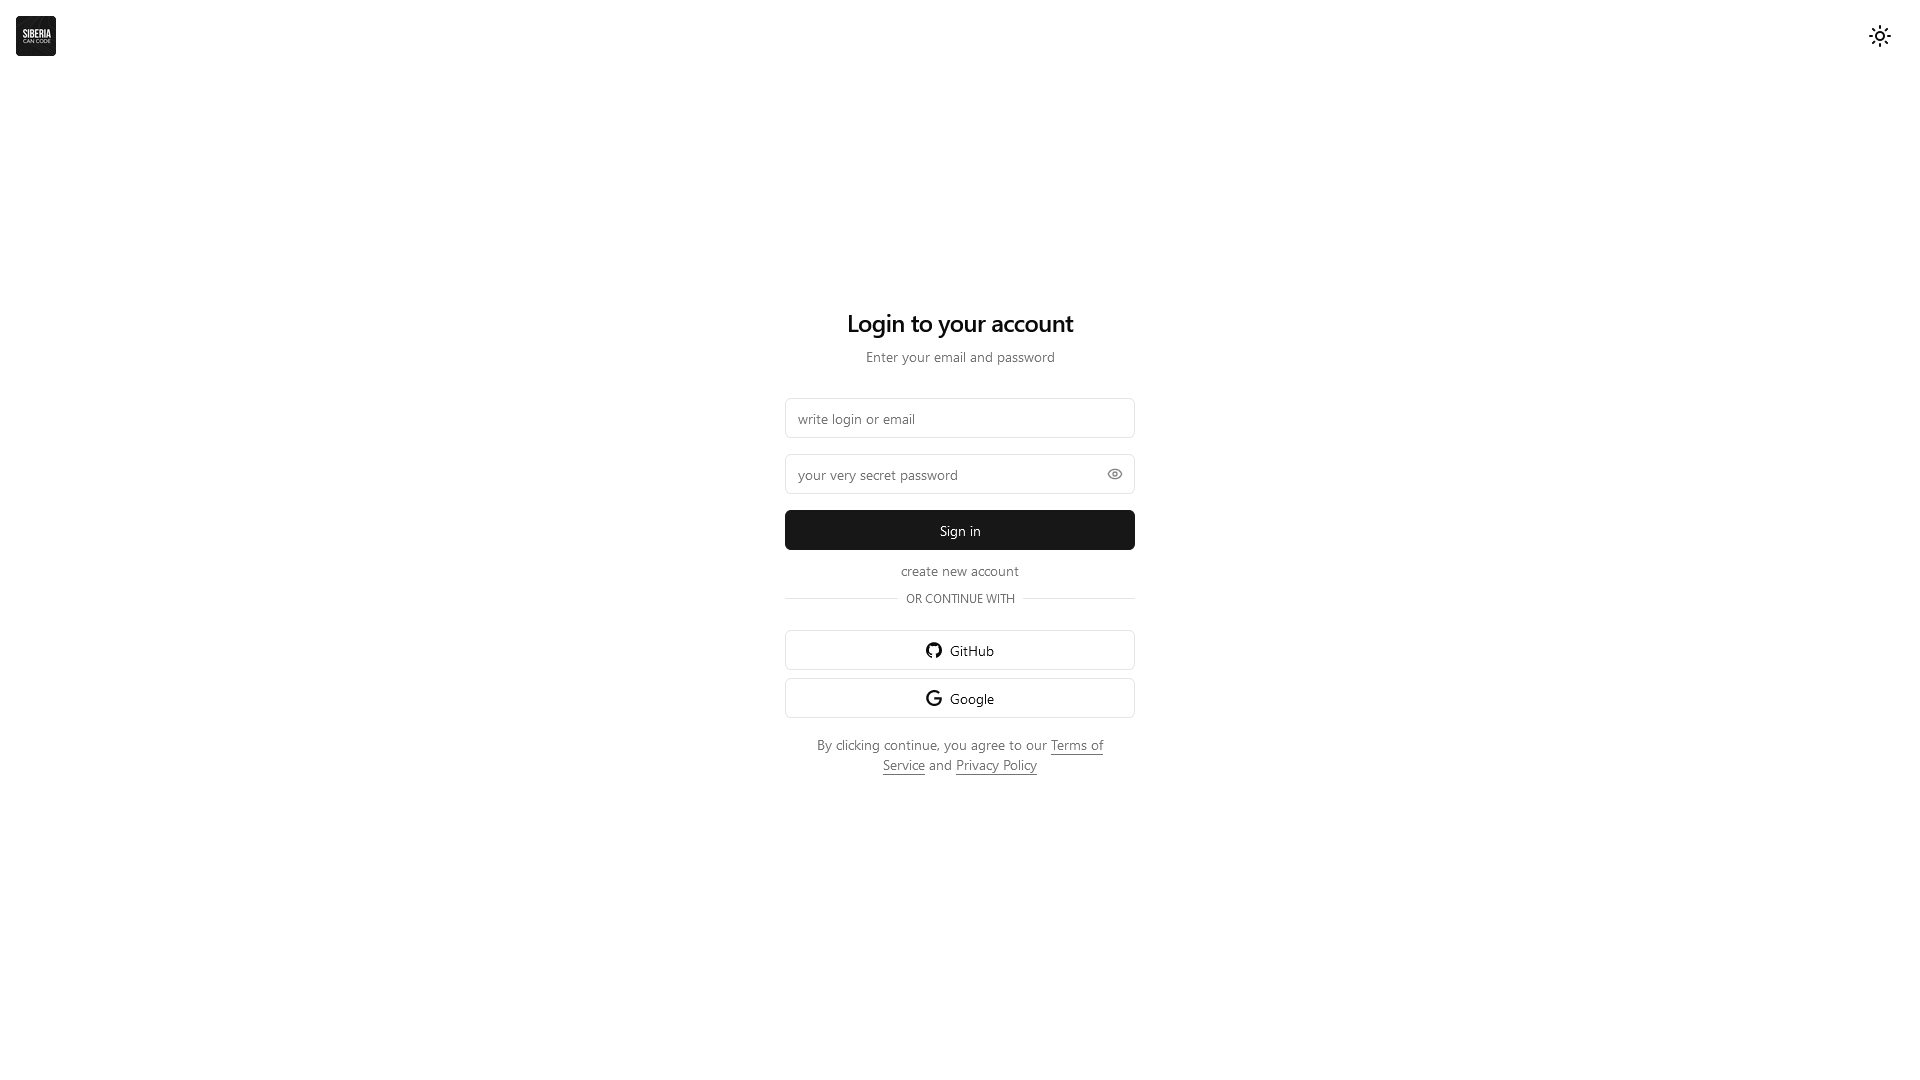 SIBERIA
CAN CODE
Login to your account
Enter your email and password
write login or email
your very secret password
Sign in
create new account
OR CONTINUE WITH
GitHub
Google
By clicking continue, you agree to our Terms of
Service and Privacy Policy